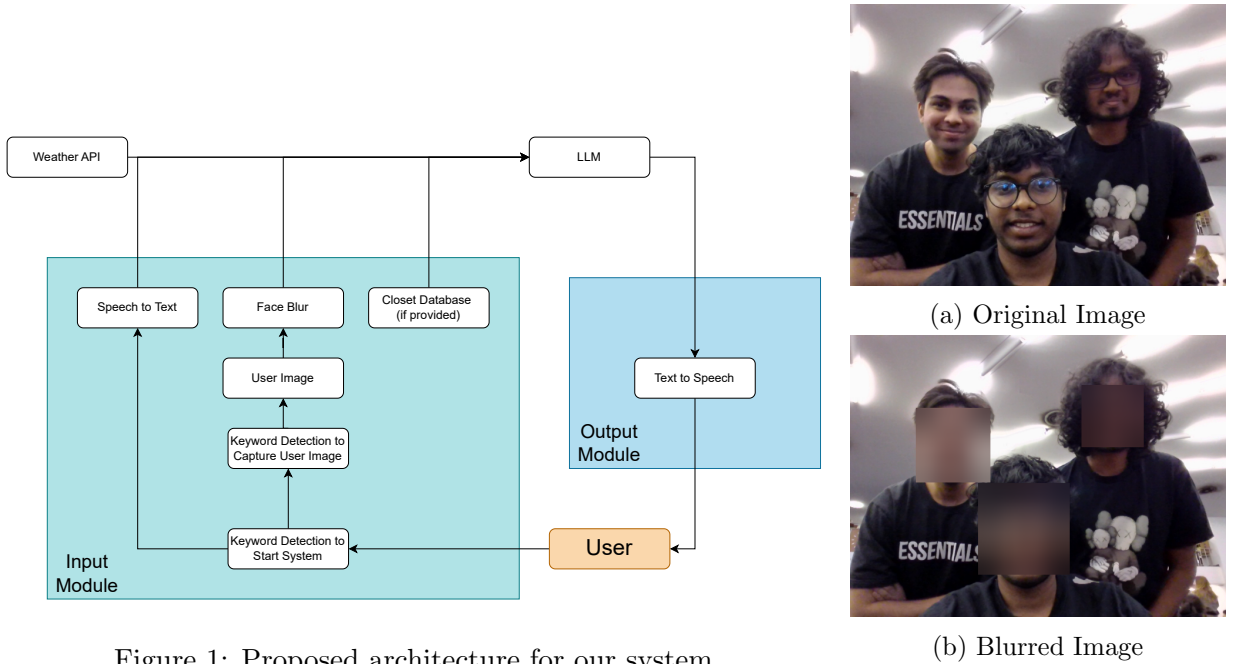 Weather API
LLM
Speech to Text
Face Blur
Closet Database
(if provided)
User Image
Text to Speech
Keyword Detection to
Capture User Image
Output
Module
Keyword Detection to
Start System
User
Input
Module
Figure 1: Proposed architecture for our system
ESSENTIALS
(a) Original Image
ESSENTIALS
(b) Blurred Image